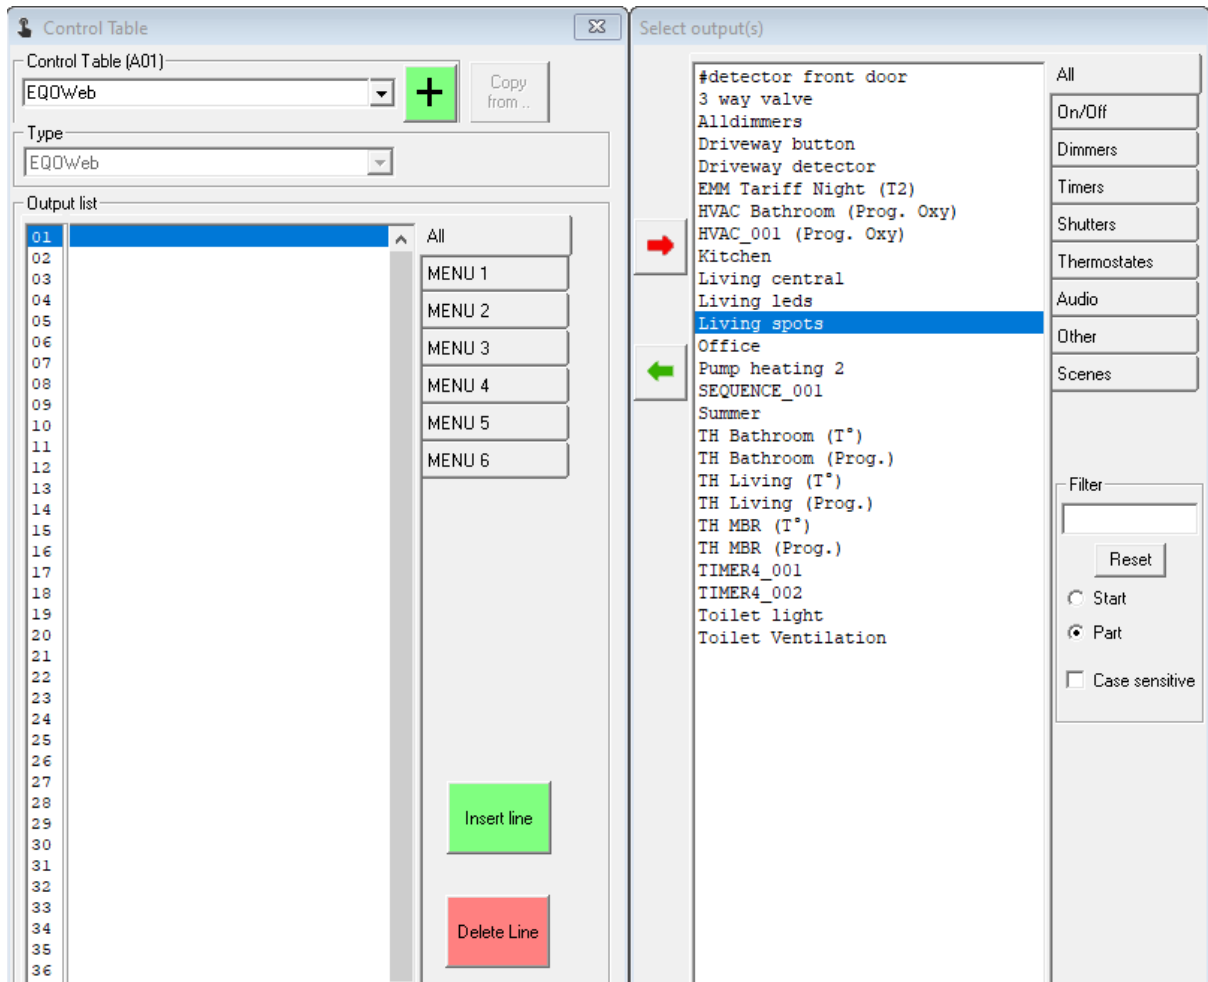 Control Table
Control Table (A01)
EQOWeb
+
Copy from ..
Type
EQOWeb
Output list
01
02
03
04
05
06
07
08
09
10
11
12
13
14
15
16
17
18
19
20
21
22
23
24
25
26
27
28
29
30
31
32
33
34
35
36
All
MENU 1
MENU 2
MENU 3
MENU 4
MENU 5
MENU 6
Insert line
Delete Line
Select output(s)
#detector front door
3 way valve
Alldimmers
Driveway button
Driveway detector
EMM Tariff Night (T2)
HVAC Bathroom (Prog. Oxy)
HVAC_001 (Prog. Oxy)
Kitchen
Living central
Living leds
Living spots
Office
Pump heating 2
SEQUENCE_001
Summer
TH Bathroom (T°)
TH Bathroom (Prog.)
TH Living (T°)
TH Living (Prog.)
TH MBR (T°)
TH MBR (Prog.)
TIMER4_001
TIMER4_002
Toilet light
Toilet Ventilation
All
On/Off
Dimmers
Timers
Shutters
Thermostates
Audio
Other
Scenes
Filter
Reset
Start
Part
Case sensitive